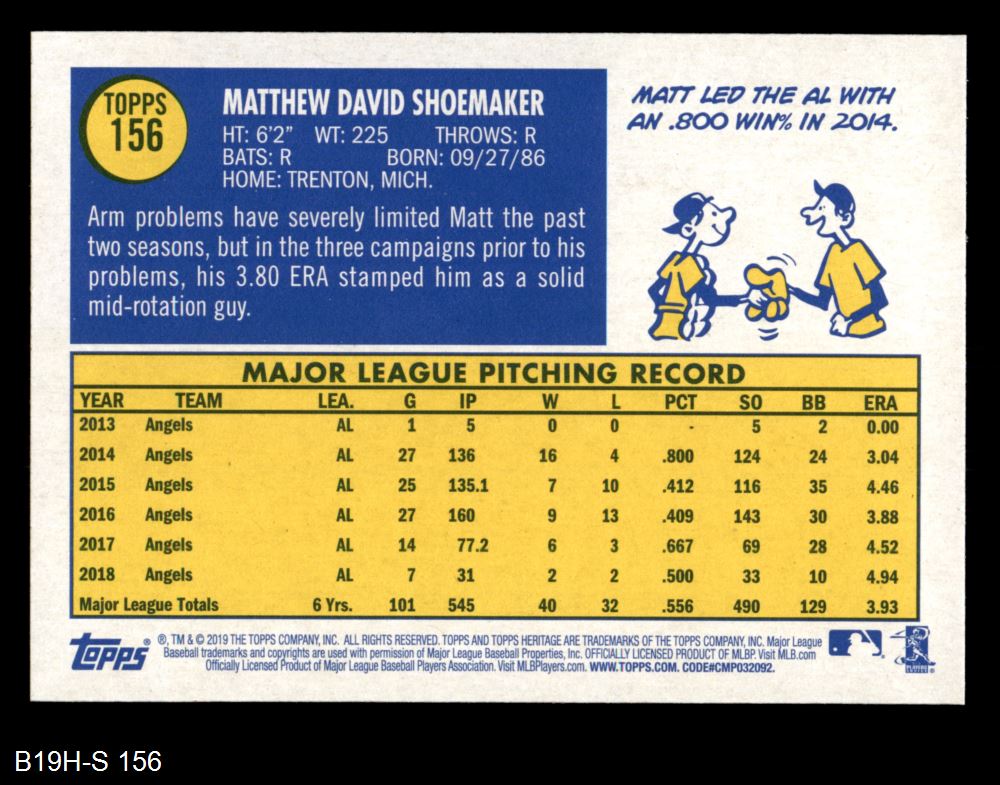 TOPPS
156
MATTHEW DAVID SHOEMAKER
HT: 6'2" WT: 225 THROWS: R
BATS: R BORN: 09/27/86
HOME: TRENTON, MICH.
Arm problems have severely limited Matt the past
two seasons, but in the three campaigns prior to his
problems, his 3.80 ERA stamped him as a solid
mid-rotation guy.
MATT LED THE AL WITH
AN .800 WIN% IN 2014.
MAJOR LEAGUE PITCHING RECORD
YEAR TEAM LEA. G IP W L PCT SO BB ERA
2013 Angels AL 1 5 0 0 - 5 2 0.00
2014 Angels AL 27 136 16 4 .800 124 24 3.04
2015 Angels AL 25 135.1 7 10 .412 116 35 4.46
2016 Angels AL 27 160 9 13 .409 143 30 3.88
2017 Angels AL 14 77.2 6 3 .667 69 28 4.52
2018 Angels AL 7 31 2 2 .500 33 10 4.94
Major League Totals 6 Yrs. 101 545 40 32 .556 490 129 3.93
Topps ®
®, TM & © 2019 THE TOPPS COMPANY, INC. ALL RIGHTS RESERVED. TOPPS AND TOPPS HERITAGE ARE TRADEMARKS OF THE TOPPS COMPANY, INC. Major League
Baseball trademarks and copyrights are used with permission of Major League Baseball Properties, Inc. OFFICIALLY LICENSED PRODUCT OF MLBP. Visit MLB.com
Officially Licensed Product of Major League Baseball Players Association. Visit MLBPlayers.com. WWW.TOPPS.COM. CODE#CMP032092.
PLAYERS
B19H-S 156